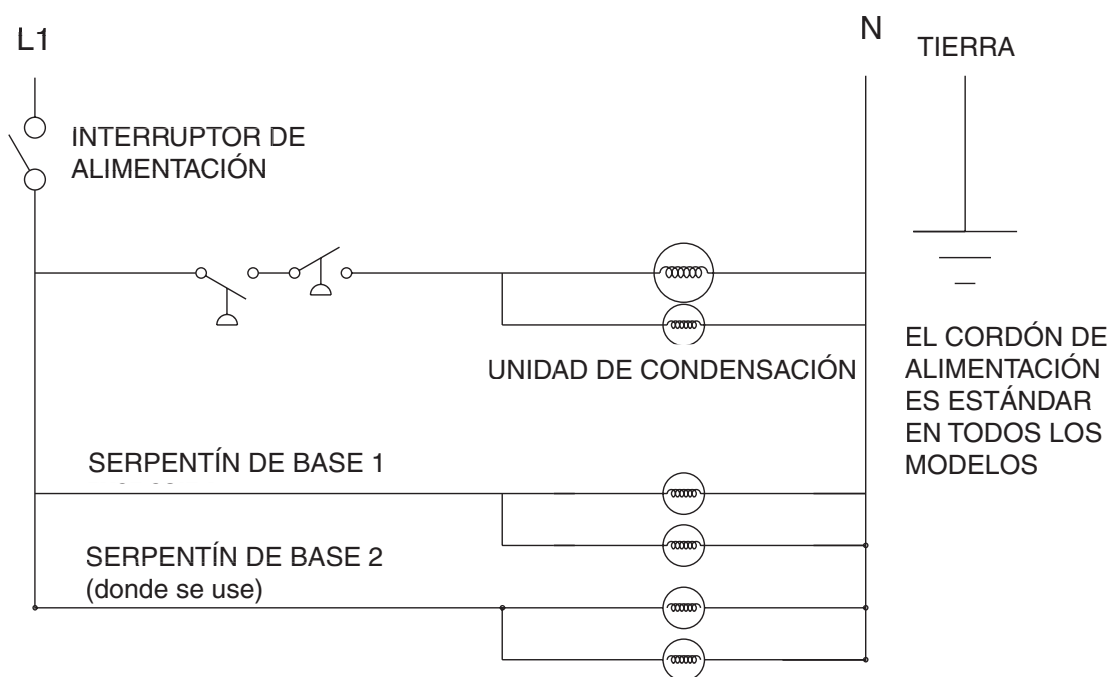 L1
N
TIERRA
INTERRUPTOR DE
ALIMENTACIÓN
UNIDAD DE CONDENSACIÓN
EL CORDÓN DE
ALIMENTACIÓN
ES ESTÁNDAR
EN TODOS LOS
MODELOS
SERPENTÍN DE BASE 1
SERPENTÍN DE BASE 2
(donde se use)